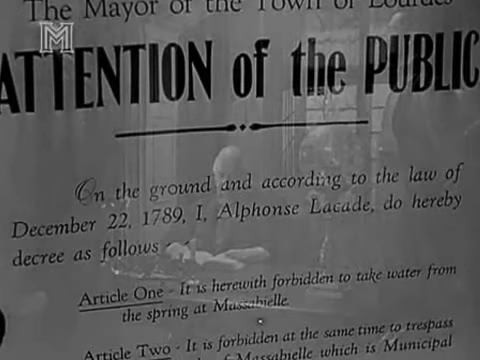 The Mayor of the Town of Lourdes
M
ATTENTION of the PUBLIC
On the ground and according to the law of
December 22, 1789, I, Alphonse Lacade, do hereby
decree as follows
Article One - It is herewith forbidden to take water from
the spring at Massabielle
Article Two - It is forbidden at the same time to trespass
of Massabielle which is Municipal